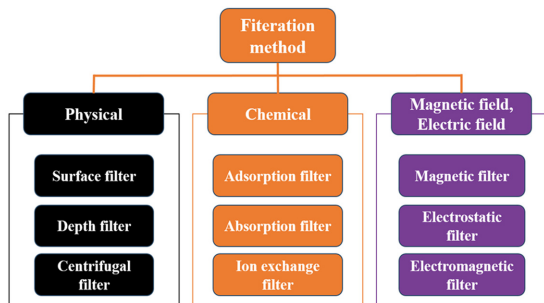 Fiteration
method
Physical
Chemical
Magnetic field,
Electric field
Surface filter
Adsorption filter
Magnetic filter
Depth filter
Absorption filter
Electrostatic
filter
Centrifugal
filter
Ion exchange
filter
Electromagnetic
filter